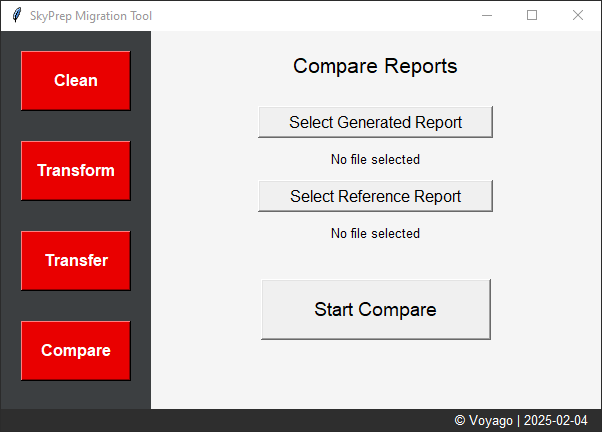 SkyPrep Migration Tool
Clean
Transform
Transfer
Compare
Compare Reports
Select Generated Report
No file selected
Select Reference Report
No file selected
Start Compare
© Voyago | 2025-02-04